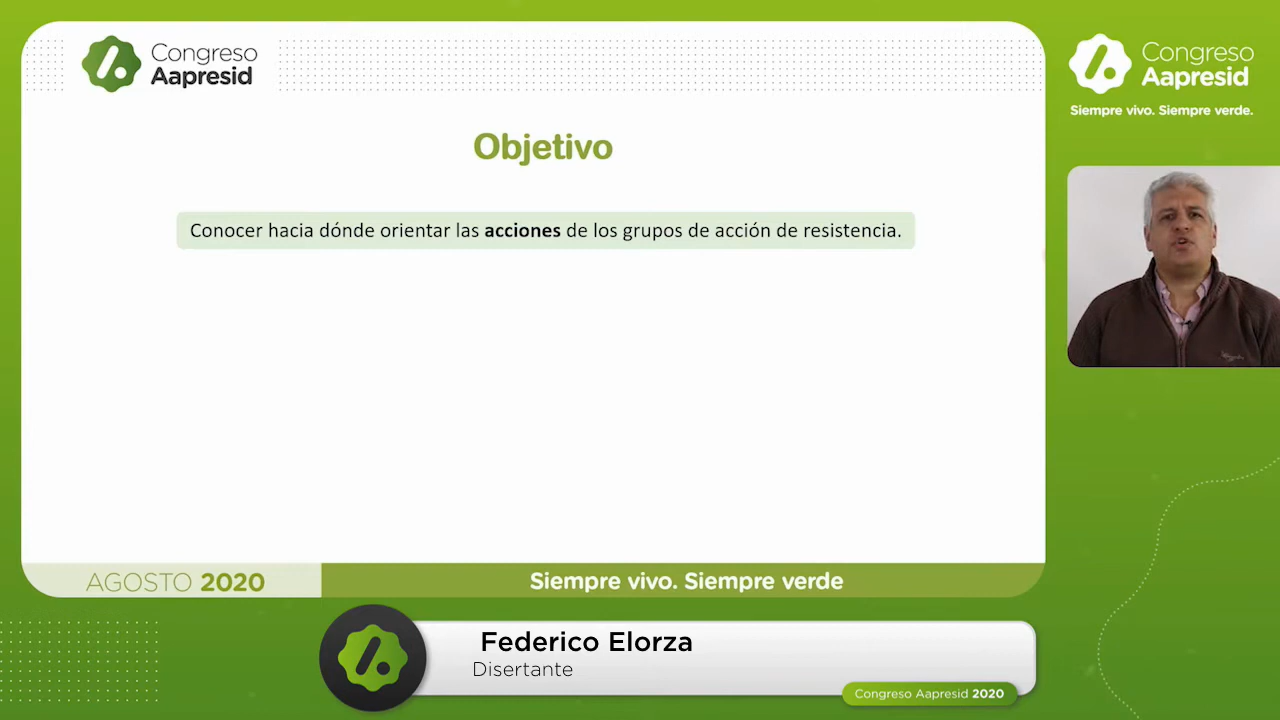 Congreso
Aapresid
Congreso
Aapresid
Siempre vivo. Siempre verde.
Objetivo
Conocer hacia dónde orientar las acciones de los grupos de acción de resistencia.
AGOSTO 2020
Siempre vivo. Siempre verde
Federico Elorza
Disertante
Congreso Aapresid 2020